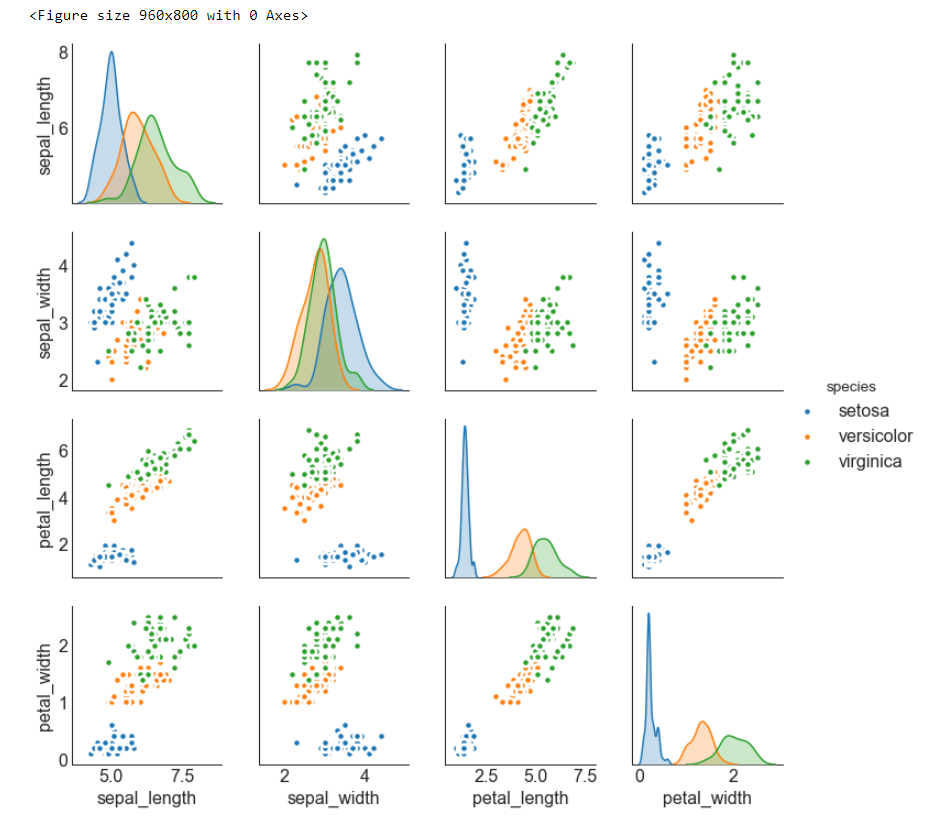 <Figure size 960x800 with 0 Axes>
sepal_length
8
6
sepal_width
4
3
2
species
setosa
versicolor
virginica
petal_length
6
4
2
petal_width
2
1
0
5.0 7.5
2 4
2.5 5.0 7.5
0 2
sepal_length
sepal_width
petal_length
petal_width